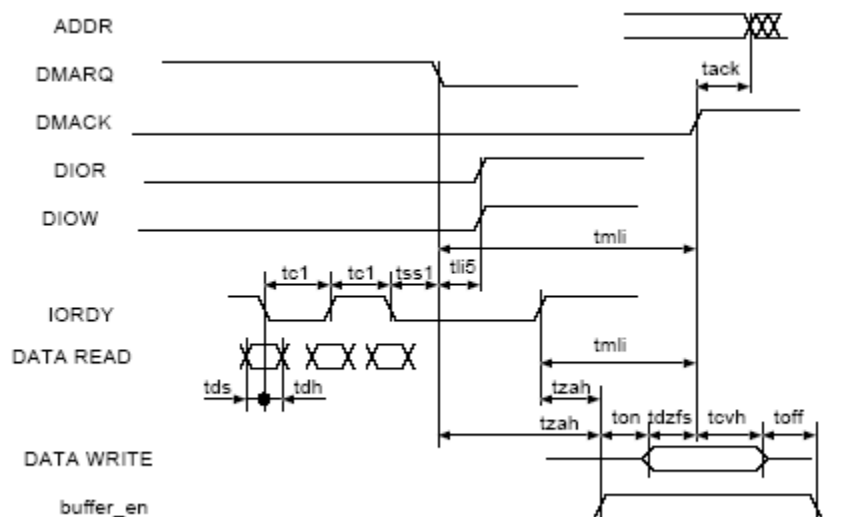 ADDR
DMARQ
tack
DMACK
DIOR
DIOW
tmli
tc1 tc1 tss1 tli5
IORDY
DATA READ
tmli
tds tdh
tzah
tzah ton tdzfs tcvh toff
DATA WRITE
buffer_en